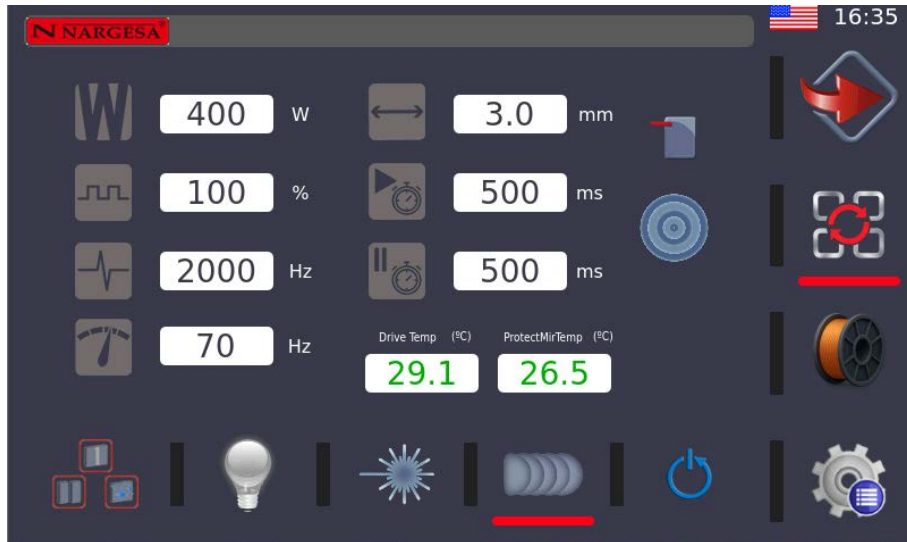 N NARGESA®
16:35
W 400 W
3.0 mm
100 %
500 ms
2000 Hz
500 ms
70 Hz
Drive Temp (ºC) ProtectMirTemp (ºC)
29.1 26.5